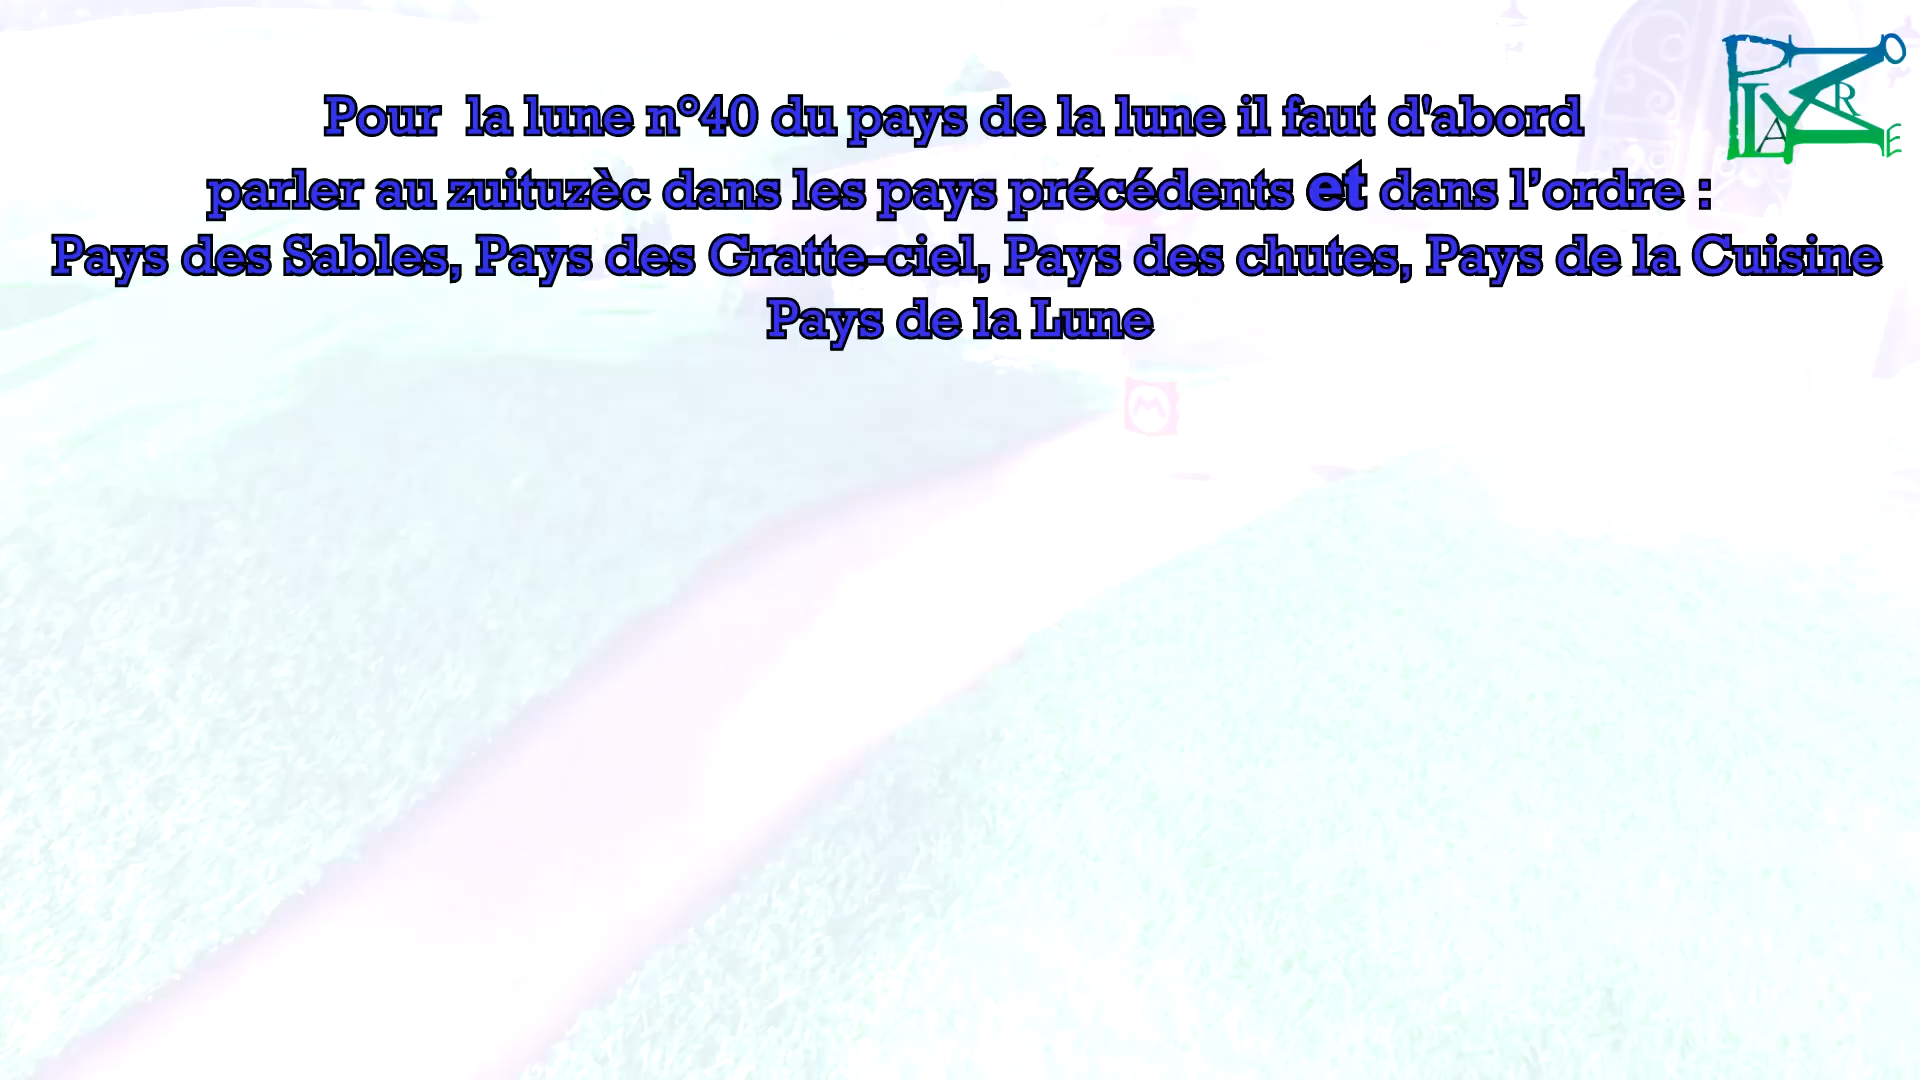 Pour  la lune n°40 du pays de la lune il faut d'abord
parler au zuituzèc dans les pays précédents et dans l’ordre :
Pays des Sables, Pays des Gratte-ciel, Pays des chutes, Pays de la Cuisine
Pays de la Lune